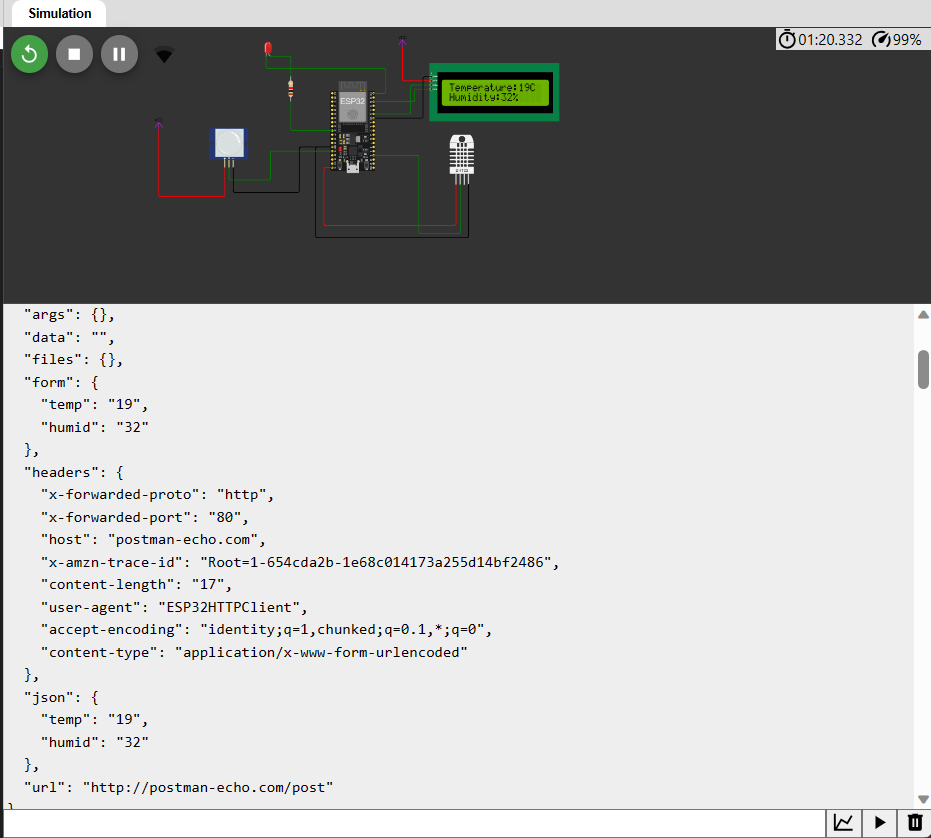 Simulation
01:20.332 99%
ESP32
Temperature:19C
Humidity:32%
"args": {},
"data": "",
"files": {},
"form": {
"temp": "19",
"humid": "32"
},
"headers": {
"x-forwarded-proto": "http",
"x-forwarded-port": "80",
"host": "postman-echo.com",
"x-amzn-trace-id": "Root=1-654cda2b-1e68c014173a255d14bf2486",
"content-length": "17",
"user-agent": "ESP32HTTPClient",
"accept-encoding": "identity;q=1,chunked;q=0.1,*;q=0",
"content-type": "application/x-www-form-urlencoded"
},
"json": {
"temp": "19",
"humid": "32"
},
"url": "http://postman-echo.com/post"